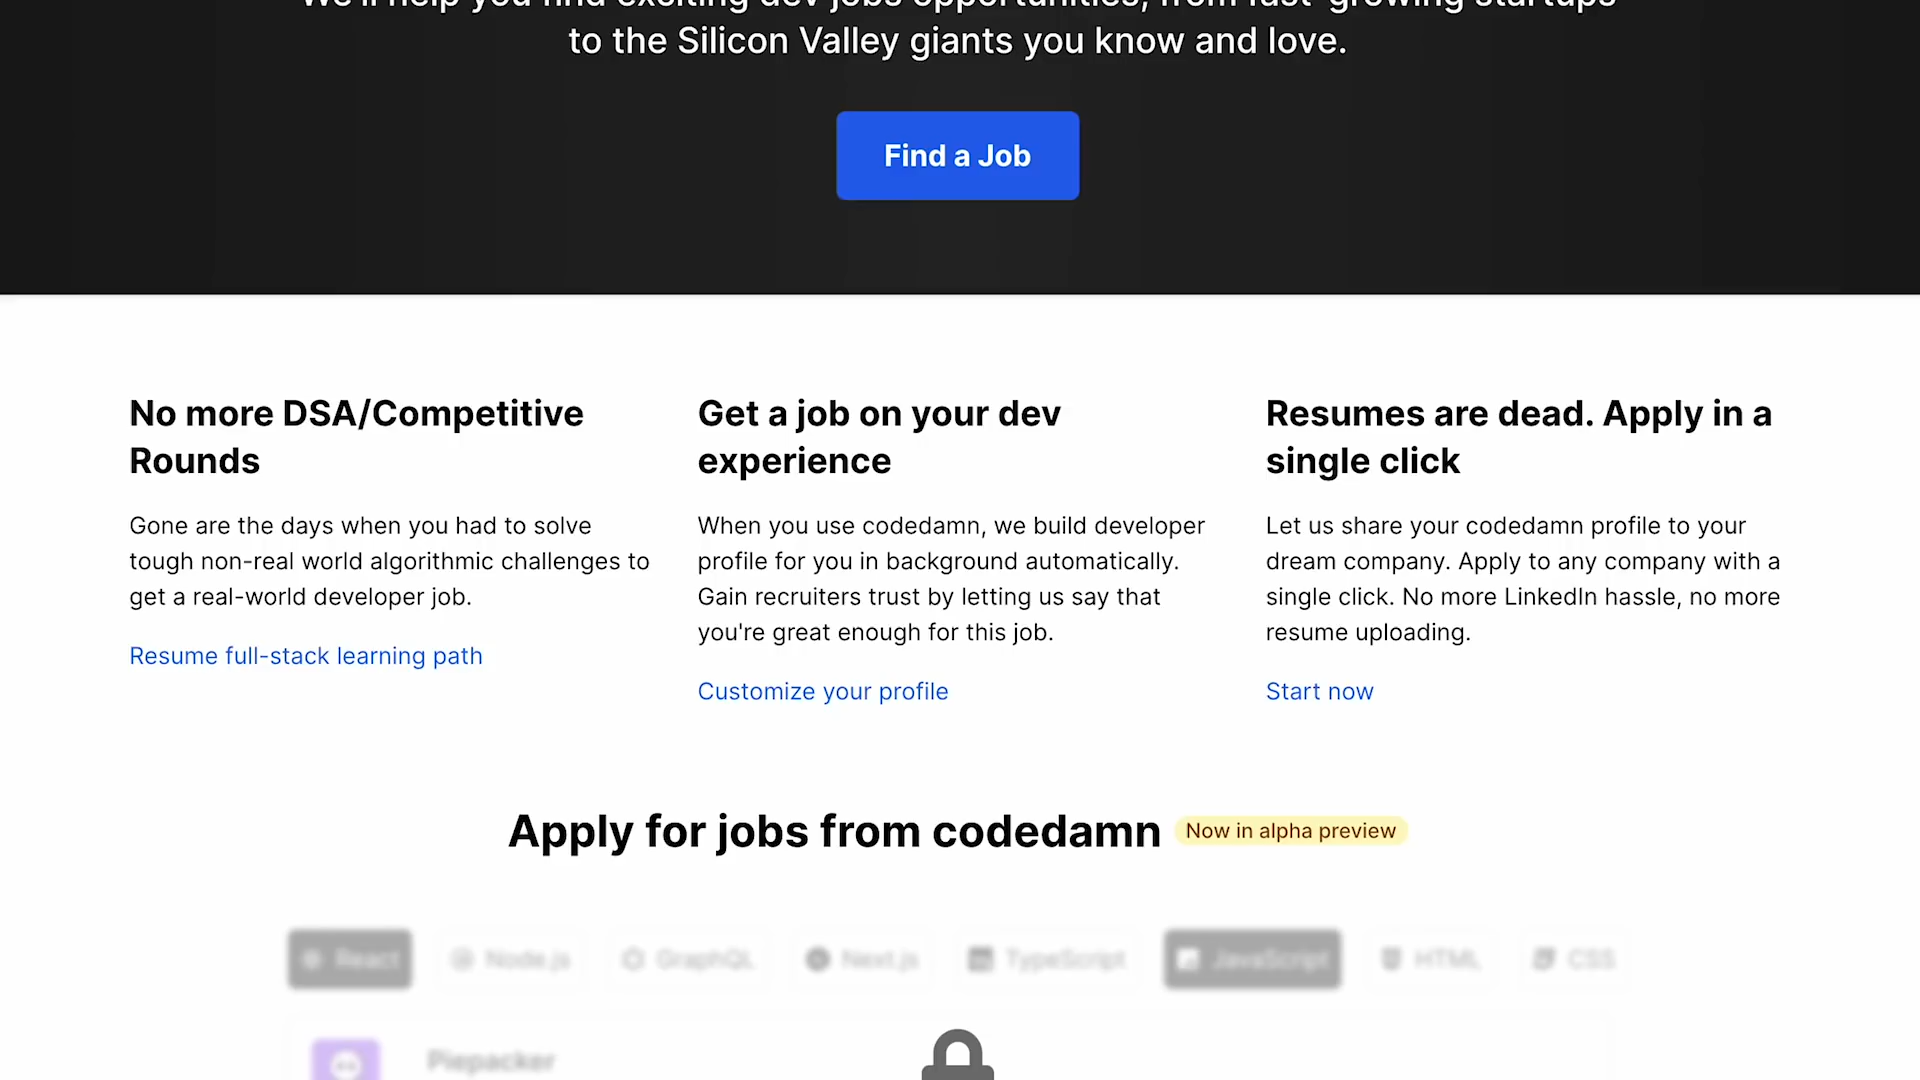 We'll help you find exciting dev jobs opportunities, from fast-growing startups
to the Silicon Valley giants you know and love.
Find a Job
No more DSA/Competitive
Rounds
Gone are the days when you had to solve
tough non-real world algorithmic challenges to
get a real-world developer job.
Resume full-stack learning path
Get a job on your dev
experience
When you use codedamn, we build developer
profile for you in background automatically.
Gain recruiters trust by letting us say that
you're great enough for this job.
Customize your profile
Resumes are dead. Apply in a
single click
Let us share your codedamn profile to your
dream company. Apply to any company with a
single click. No more LinkedIn hassle, no more
resume uploading.
Start now
Apply for jobs from codedamn
Now in alpha preview
React
Node.js
GraphQL
Next.js
TypeScript
JavaScript
HTML
CSS
Piepacker